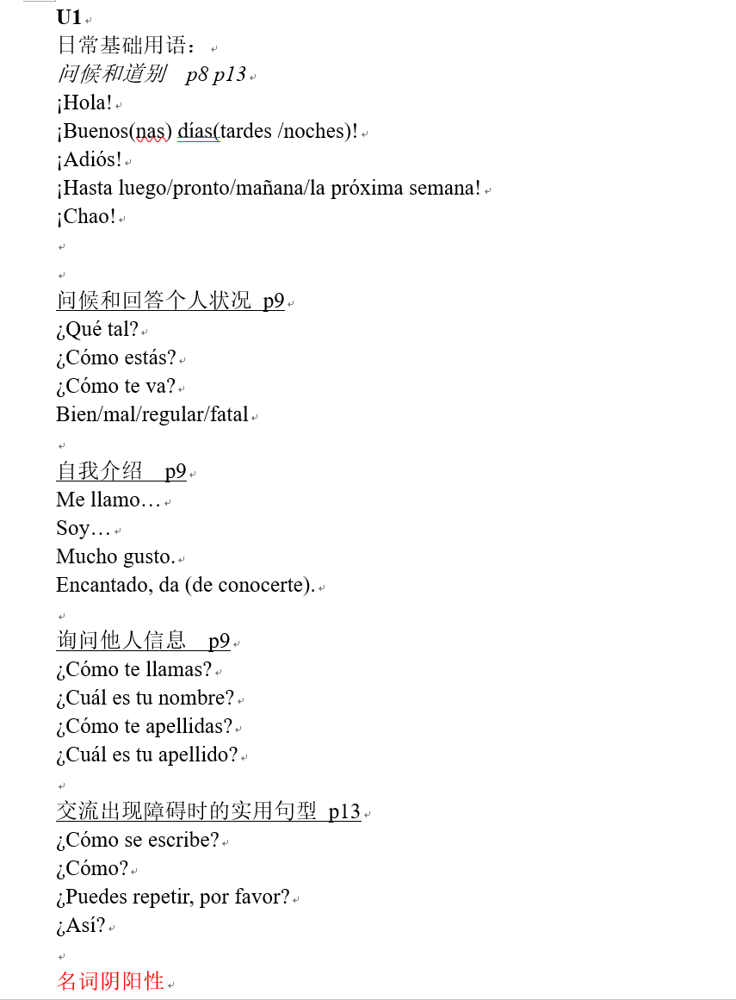 U1
日常基础用语：
问候和道别 p8 p13
¡Hola!
¡Buenos(nas) días(tardes /noches)!
¡Adiós!
¡Hasta luego/pronto/mañana/la próxima semana!
¡Chao!
问候和回答个人状况 p9
¿Qué tal?
¿Cómo estás?
¿Cómo te va?
Bien/mal/regular/fatal
自我介绍 p9
Me llamo…
Soy…
Mucho gusto.
Encantado, da (de conocerte).
询问他人信息 p9
¿Cómo te llamas?
¿Cuál es tu nombre?
¿Cómo te apellidas?
¿Cuál es tu apellido?
交流出现障碍时的实用句型 p13
¿Cómo se escribe?
¿Cómo?
¿Puedes repetir, por favor?
¿Así?
名词阴阳性